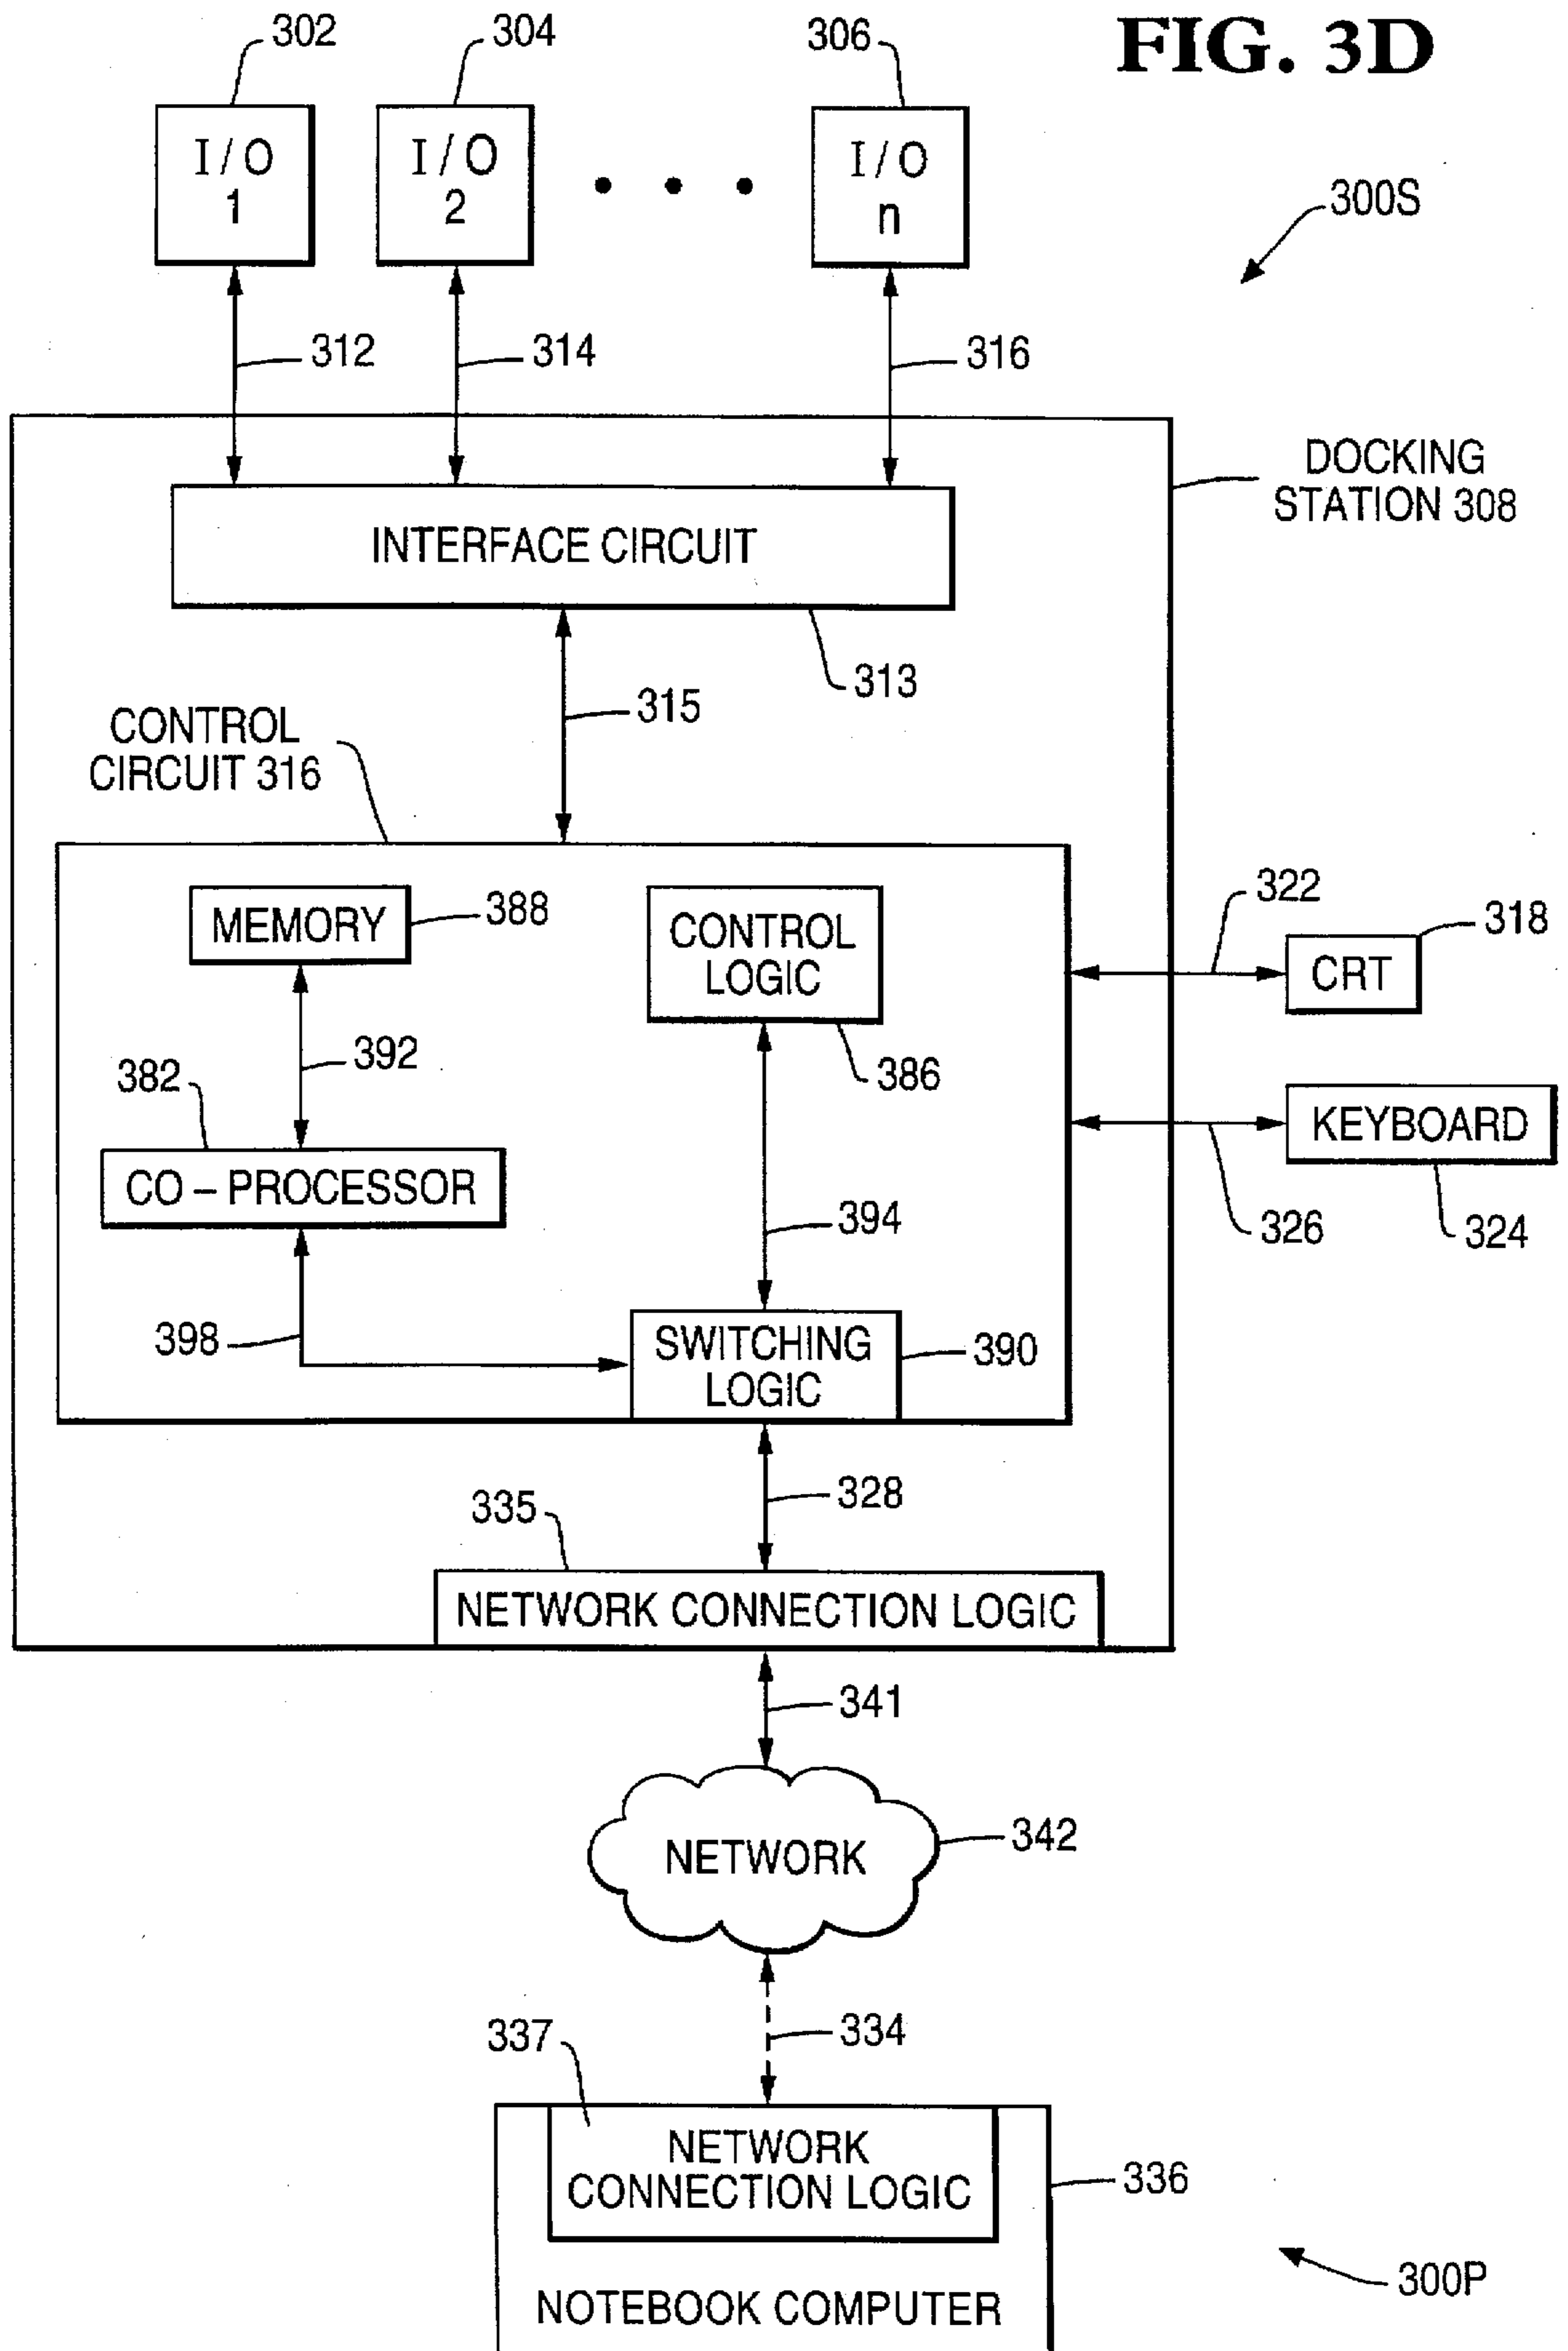 FIG. 3D
302
304
306
I/O
1
I/O
2
I/O
n
300S
312
314
316
DOCKING
STATION 308
INTERFACE CIRCUIT
313
315
CONTROL
CIRCUIT 316
MEMORY
388
CONTROL
LOGIC
322
318
CRT
392
382
386
KEYBOARD
CO – PROCESSOR
394
326
324
398
SWITCHING
LOGIC
390
328
335
NETWORK CONNECTION LOGIC
341
NETWORK
342
334
337
NETWORK
CONNECTION LOGIC
336
NOTEBOOK COMPUTER
300P